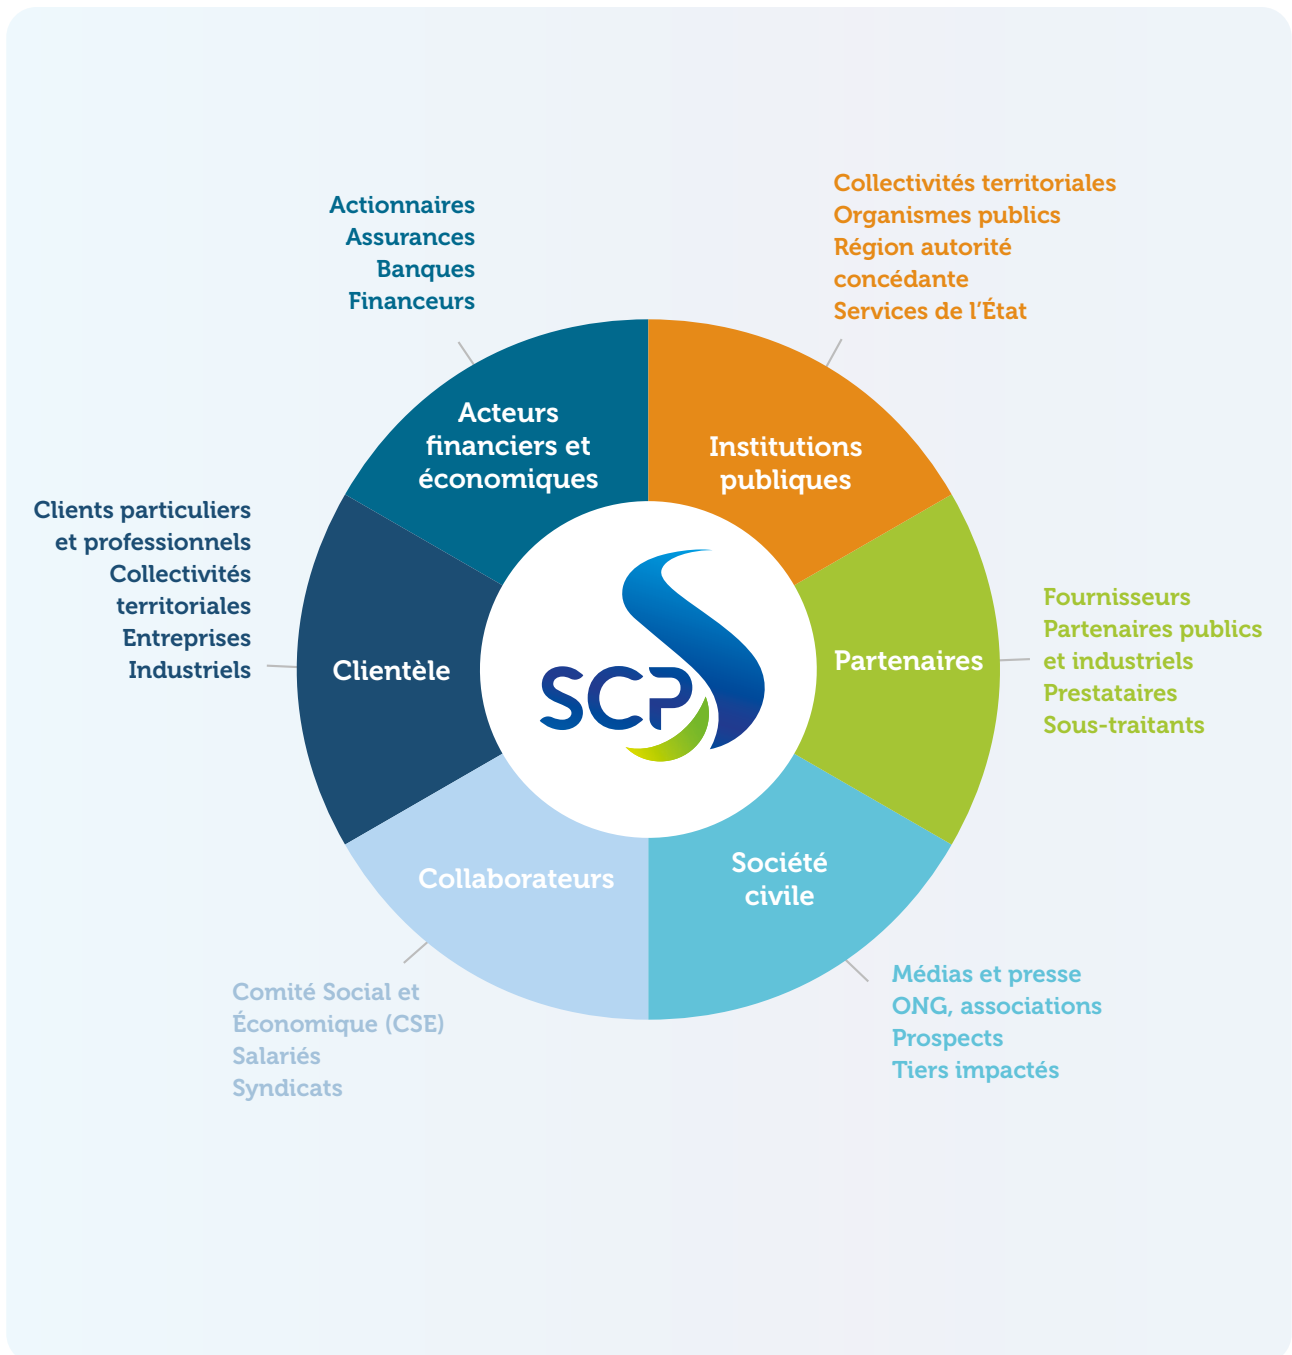 Actionnaires
Assurances
Banques
Financeurs
Collectivités territoriales
Organismes publics
Région autorité
concédante
Services de l’État
Acteurs
financiers et
économiques
Institutions
publiques
Clients particuliers
et professionnels
Collectivités
territoriales
Entreprises
Industriels
Clientèle
SCP
Partenaires
Fournisseurs
Partenaires publics
et industriels
Prestataires
Sous-traitants
Collaborateurs
Société
civile
Comité Social et
Économique (CSE)
Salariés
Syndicats
Médias et presse
ONG, associations
Prospects
Tiers impactés